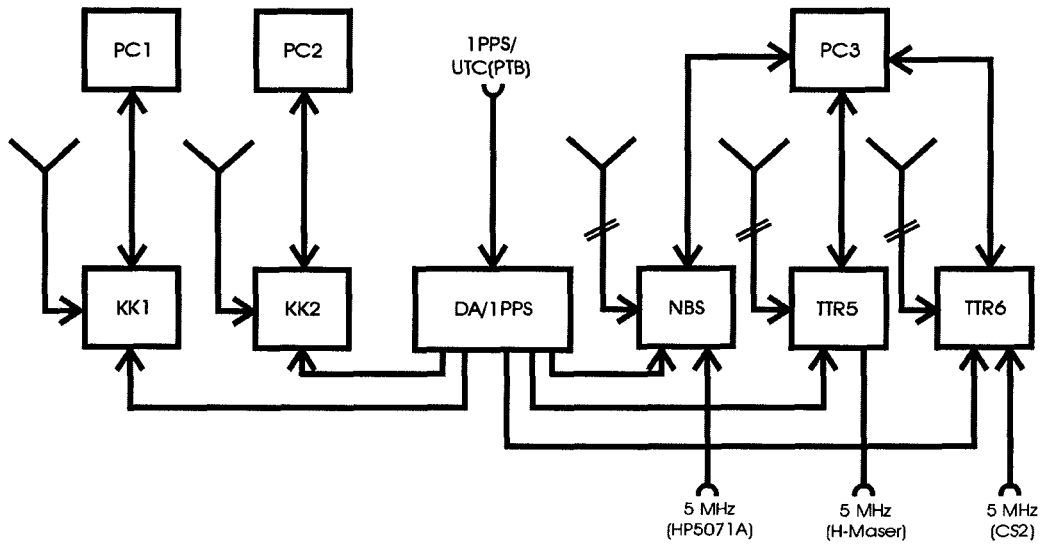 PC1
PC2
1PPS/
UTC(PTB)
PC3
KK1
KK2
DA/1PPS
NBS
TTR5
TTR6
5 MHz
(HP5071A)
5 MHz
(H-Maser)
5 MHz
(CS2)